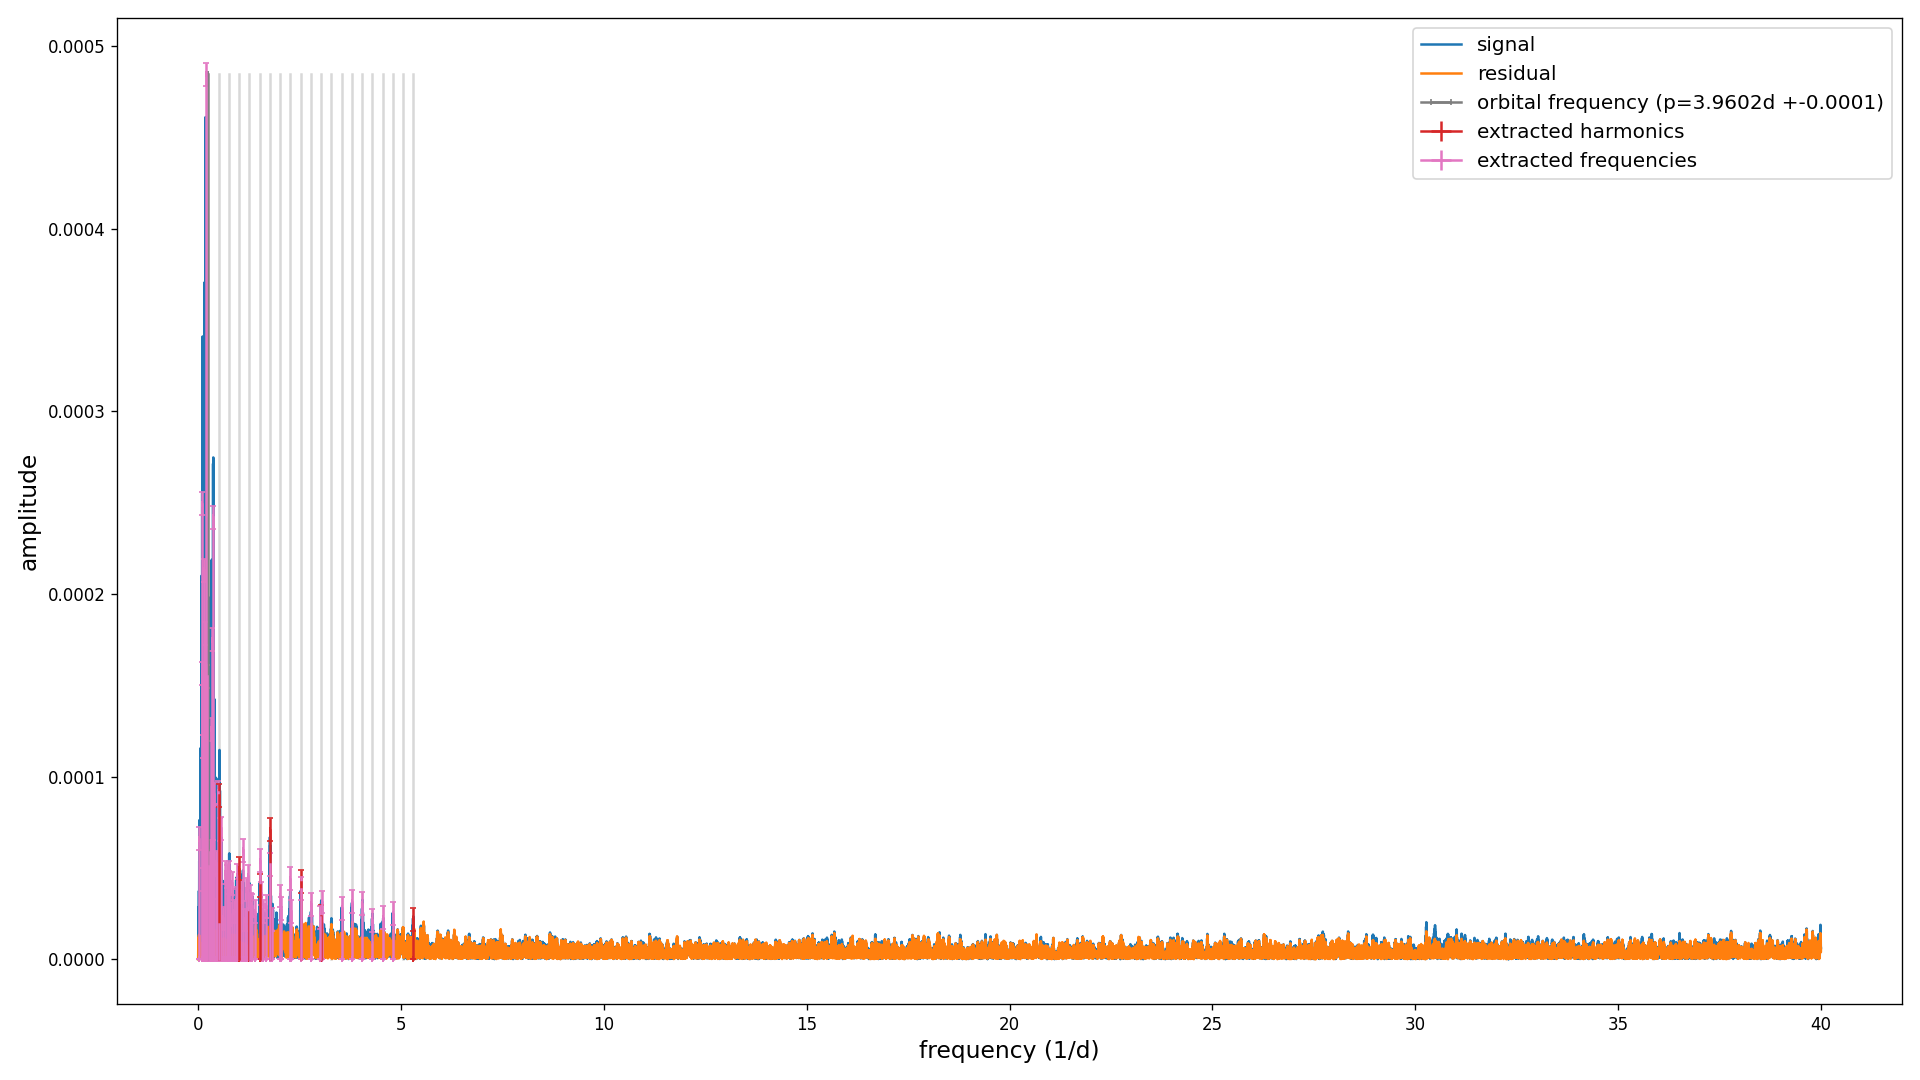 signal
residual
orbital frequency (p=3.9602d +-0.0001)
extracted harmonics
extracted frequencies
amplitude
0.0005
0.0004
0.0003
0.0002
0.0001
0.0000
0 5 10 15 20 25 30 35 40
frequency (1/d)